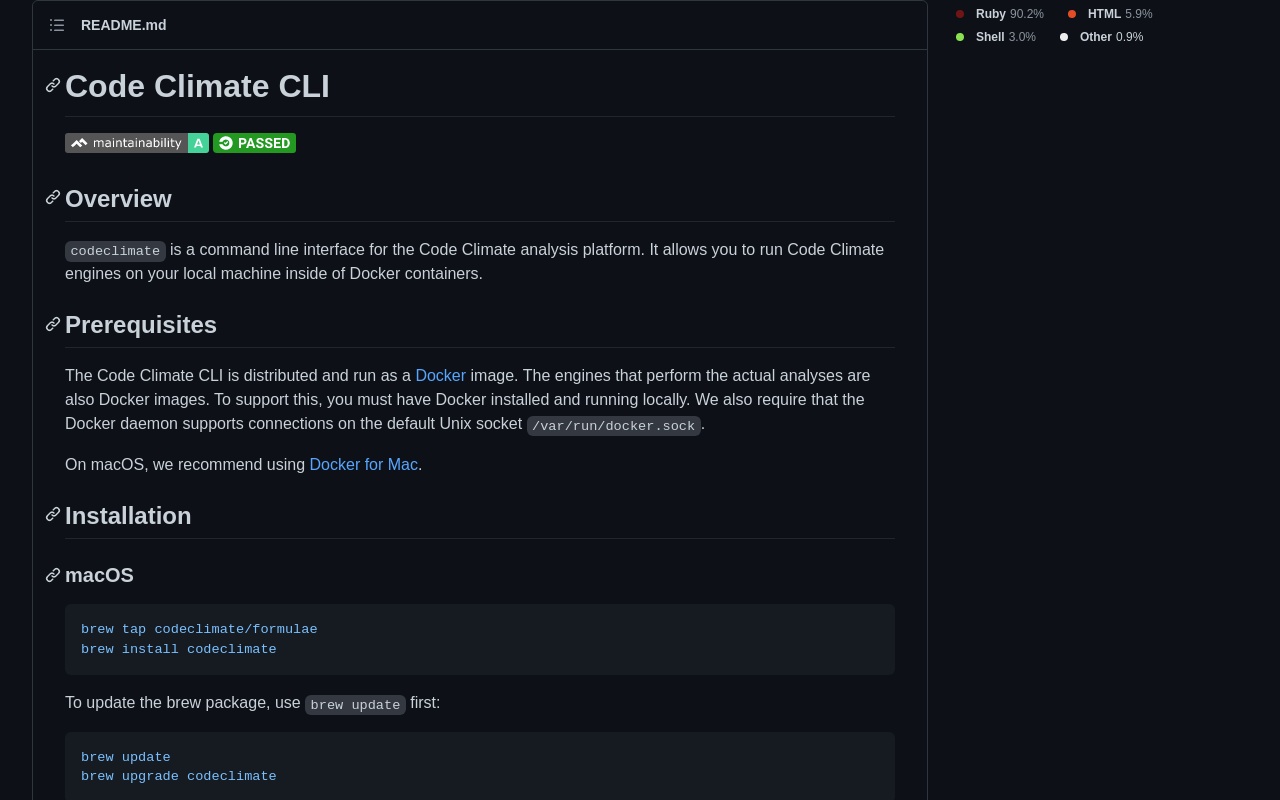 README.md
Code Climate CLI
maintainability A PASSED
Overview
codeclimate is a command line interface for the Code Climate analysis platform. It allows you to run Code Climate
engines on your local machine inside of Docker containers.
Prerequisites
The Code Climate CLI is distributed and run as a Docker image. The engines that perform the actual analyses are
also Docker images. To support this, you must have Docker installed and running locally. We also require that the
Docker daemon supports connections on the default Unix socket /var/run/docker.sock.
On macOS, we recommend using Docker for Mac.
Installation
macOS
brew tap codeclimate/formulae
brew install codeclimate
To update the brew package, use brew update first:
brew update
brew upgrade codeclimate
Ruby 90.2% HTML 5.9%
Shell 3.0% Other 0.9%